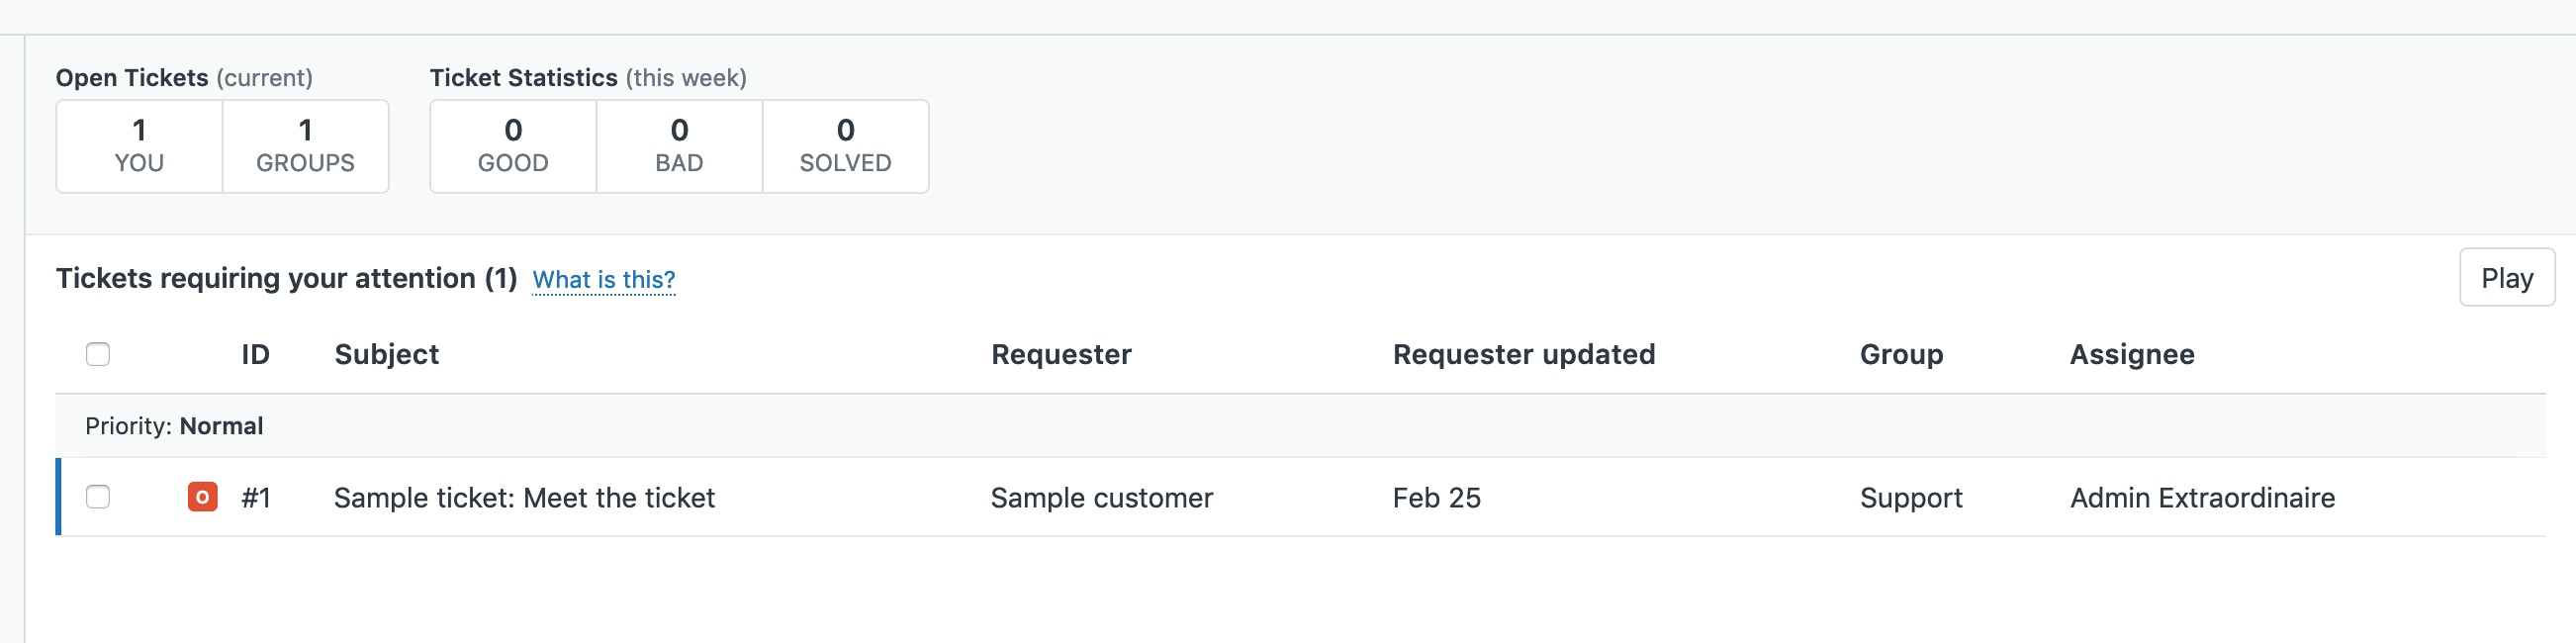 Open Tickets (current)
Ticket Statistics (this week)
1
YOU
1
GROUPS
0
GOOD
0
BAD
0
SOLVED
Tickets requiring your attention (1) What is this?
Play
ID Subject Requester Requester updated Group Assignee
Priority: Normal
O #1 Sample ticket: Meet the ticket Sample customer Feb 25 Support Admin Extraordinaire